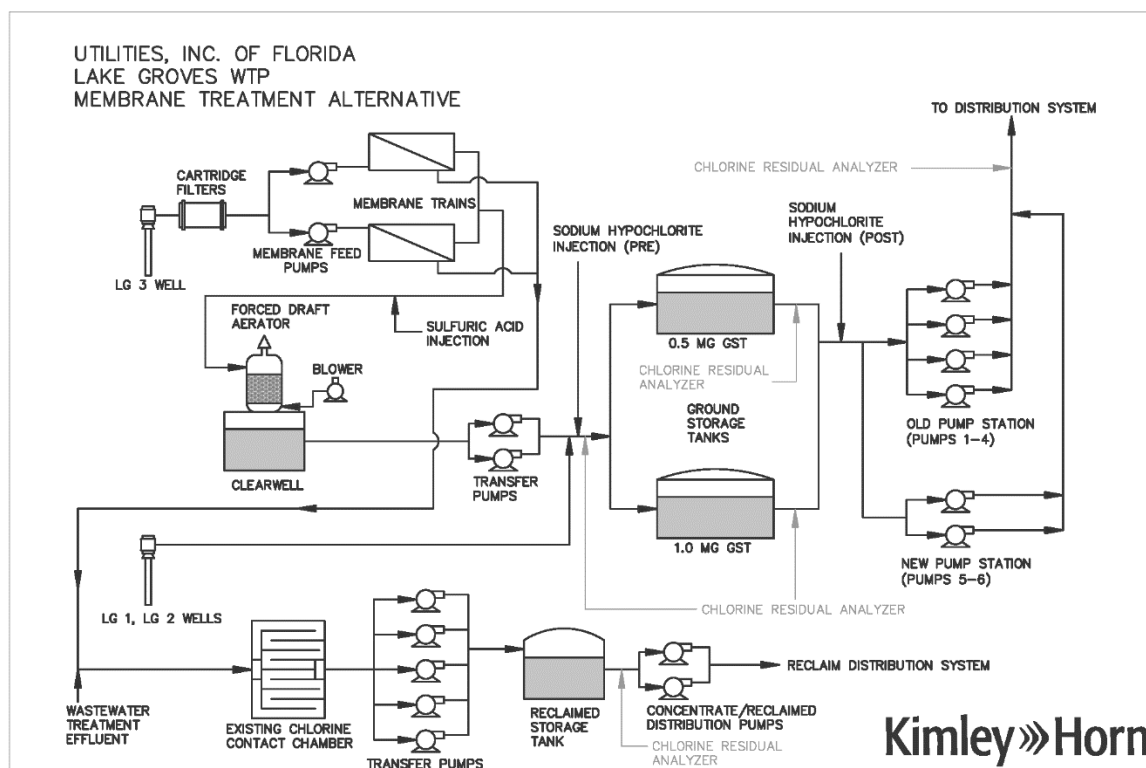 UTILITIES, INC. OF FLORIDA
LAKE GROVES WTP
MEMBRANE TREATMENT ALTERNATIVE
TO DISTRIBUTION SYSTEM
CHLORINE RESIDUAL ANALYZER
CARTRIDGE
FILTERS
MEMBRANE TRAINS
MEMBRANE FEED
PUMPS
LG 3 WELL
SODIUM HYPOCHLORITE
INJECTION (PRE)
SODIUM
HYPOCHLORITE
INJECTION (POST)
FORCED DRAFT
AERATOR
SULFURIC ACID
INJECTION
BLOWER
0.5 MG GST
CHLORINE RESIDUAL
ANALYZER
GROUND
STORAGE
TANKS
OLD PUMP STATION
(PUMPS 1-4)
CLEARWELL
TRANSFER
PUMPS
1.0 MG GST
NEW PUMP STATION
(PUMPS 5-6)
LG 1, LG 2 WELLS
CHLORINE RESIDUAL ANALYZER
RECLAIM DISTRIBUTION SYSTEM
WASTEWATER
TREATMENT
EFFLUENT
EXISTING CHLORINE
CONTACT CHAMBER
TRANSFER PUMPS
RECLAIMED
STORAGE
TANK
CONCENTRATE/RECLAIMED
DISTRIBUTION PUMPS
CHLORINE RESIDUAL
ANALYZER
Kimley»Horn